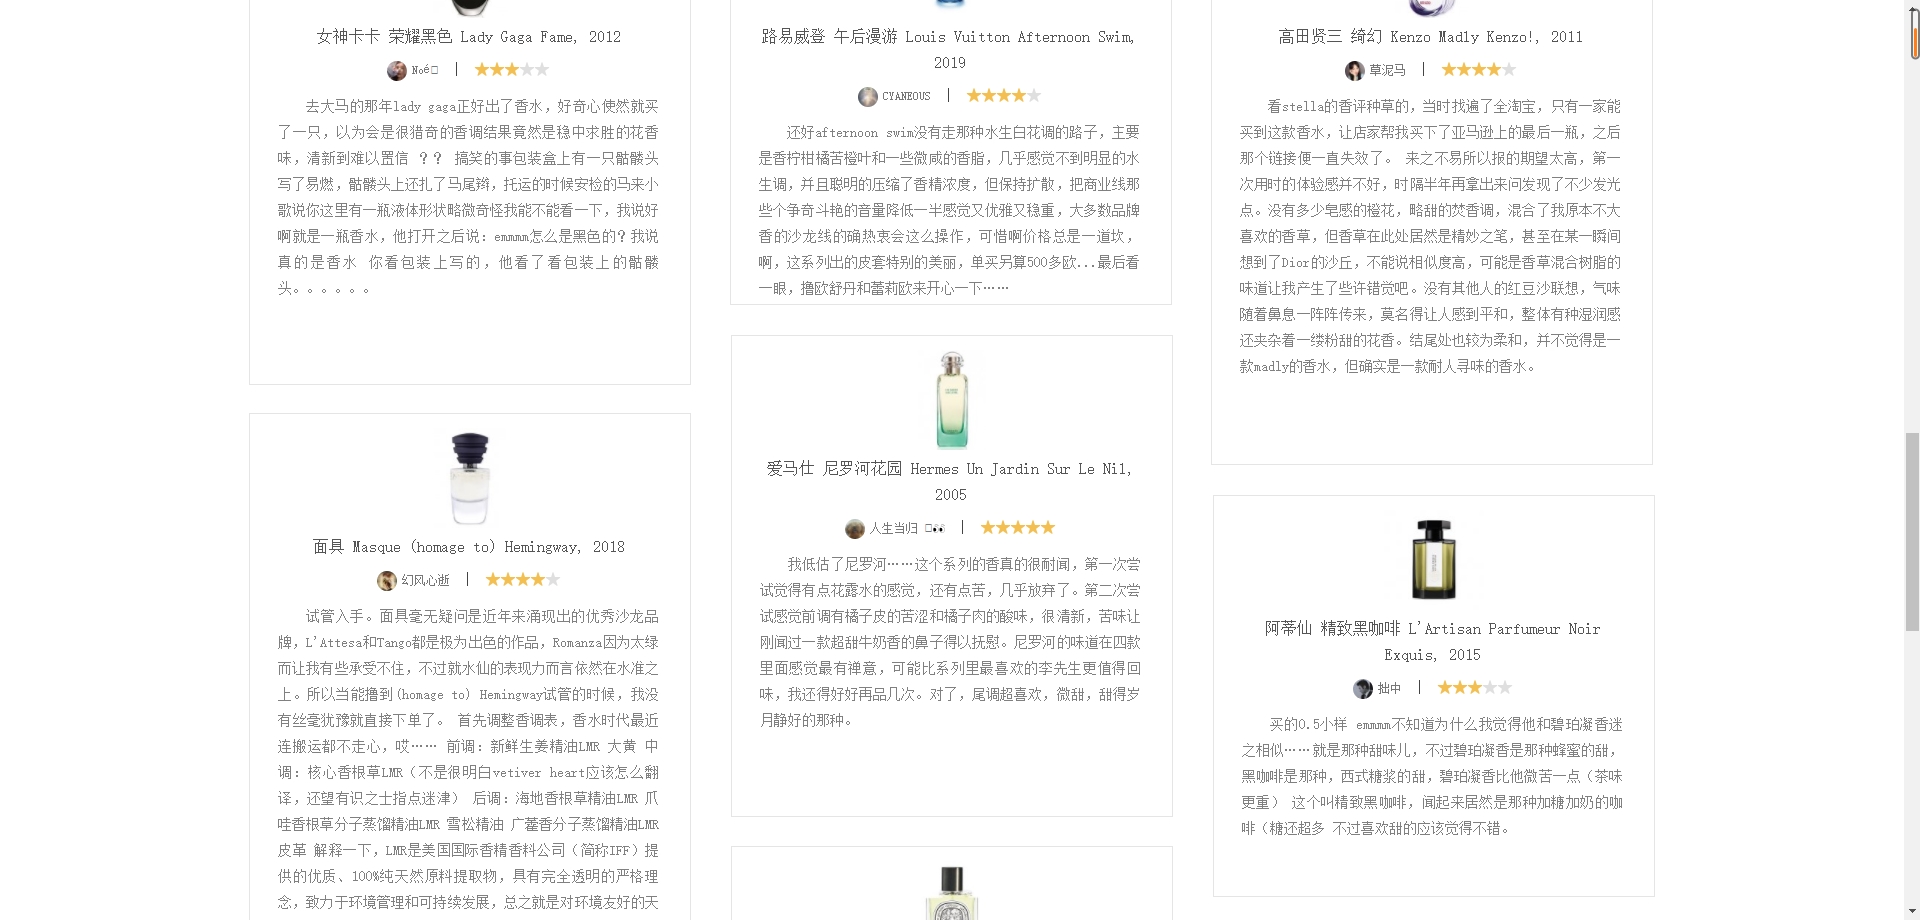 女神卡卡 荣耀黑色 Lady Gaga Fame, 2012
Noé |
去大马的那年lady gaga正好出了香水，好奇心使然就买
了一只，以为会是很猎奇的香调结果竟然是稳中求胜的花香
味，清新到难以置信 ？？ 搞笑的事包装盒上有一只骷髅头
写了易燃，骷髅头上还扎了马尾辫，托运的时候安检的马来小
歌说你这里有一瓶液体形状略微奇怪我能不能看一下，我说好
啊就是一瓶香水，他打开之后说：emmmm怎么是黑色的？我说
真的是香水 你看包装上写的，他看了看包装上的骷髅
头。。。。。。
面具 Masque (homage to) Hemingway, 2018
幻风心逝 |
试管入手。面具毫无疑问是近年来涌现出的优秀沙龙品
牌，L'Attesa和Tango都是极为出色的作品，Romanza因为太绿
而让我有些承受不住，不过就水仙的表现力而言依然在水准之
上。所以当能撸到(homage to) Hemingway试管的时候，我没
有丝毫犹豫就直接下单了。 首先调整香调表，香水时代最近
连搬运都不走心，哎…… 前调：新鲜生姜精油LMR 大黄 中
调：核心香根草LMR（不是很明白vetiver heart应该怎么翻
译，还望有识之士指点迷津） 后调：海地香根草精油LMR 爪
哇香根草分子蒸馏精油LMR 雪松精油 广藿香分子蒸馏精油LMR
皮革 解释一下，LMR是美国国际香精香料公司（简称IFF）提
供的优质、100%纯天然原料提取物，具有完全透明的严格理
念，致力于环境管理和可持续发展，总之就是对环境友好的天
路易威登 午后漫游 Louis Vuitton Afternoon Swim,
2019
CYANEOUS |
还好afternoon swim没有走那种水生白花调的路子，主要
是香柠柑橘苦橙叶和一些微咸的香脂，几乎感觉不到明显的水
生调，并且聪明的压缩了香精浓度，但保持扩散，把商业线那
些个争奇斗艳的音量降低一半感觉又优雅又稳重，大多数品牌
香的沙龙线的确热衷会这么操作，可惜啊价格总是一道坎，
啊，这系列出的皮套特别的美丽，单买另算500多欧...最后看
一眼，撸欧舒丹和蕾莉欧来开心一下……
爱马仕 尼罗河花园 Hermes Un Jardin Sur Le Nil,
2005
人生当归 |
我低估了尼罗河……这个系列的香真的很耐闻，第一次尝
试觉得有点花露水的感觉，还有点苦，几乎放弃了。第二次尝
试感觉前调有橘子皮的苦涩和橘子肉的酸味，很清新，苦味让
刚闻过一款超甜牛奶香的鼻子得以抚慰。尼罗河的味道在四款
里面感觉最有禅意，可能比系列里最喜欢的李先生更值得回
味，我还得好好再品几次。对了，尾调超喜欢，微甜，甜得岁
月静好的那种。
高田贤三 绮幻 Kenzo Madly Kenzo!, 2011
草泥马 |
看stella的香评种草的，当时找遍了全淘宝，只有一家能
买到这款香水，让店家帮我买下了亚马逊上的最后一瓶，之后
那个链接便一直失效了。 来之不易所以报的期望太高，第一
次用时的体验感并不好，时隔半年再拿出来问发现了不少发光
点。没有多少皂感的橙花，略甜的焚香调，混合了我原本不大
喜欢的香草，但香草在此处居然是精妙之笔，甚至在某一瞬间
想到了Dior的沙丘，不能说相似度高，可能是香草混合树脂的
味道让我产生了些许错觉吧。没有其他人的红豆沙联想，气味
随着鼻息一阵阵传来，莫名得让人感到平和，整体有种湿润感
还夹杂着一缕粉甜的花香。结尾处也较为柔和，并不觉得是一
款madly的香水，但确实是一款耐人寻味的香水。
阿蒂仙 精致黑咖啡 L'Artisan Parfumeur Noir
Exquis, 2015
拙中 |
买的0.5小样 emmmm不知道为什么我觉得他和碧珀凝香迷
之相似……就是那种甜味儿，不过碧珀凝香是那种蜂蜜的甜，
黑咖啡是那种，西式糖浆的甜，碧珀凝香比他微苦一点（茶味
更重） 这个叫精致黑咖啡，闻起来居然是那种加糖加奶的咖
啡（糖还超多 不过喜欢甜的应该觉得不错。